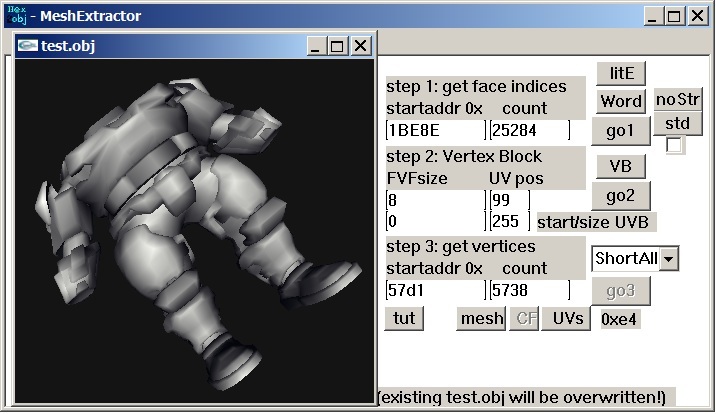 Hex obj - MeshExtractor
test.obj
litE
step 1: get face indices
startaddr 0x count
Word noStr
1BE8E 25284 go1 std
step 2: Vertex Block
FVFsize UV pos
VB
8 99 go2
0 255 start/size UVB
step 3: get vertices
startaddr 0x count
ShortAll
57d1 5738 go3
tut mesh CF UVs 0xe4
(existing test.obj will be overwritten!)